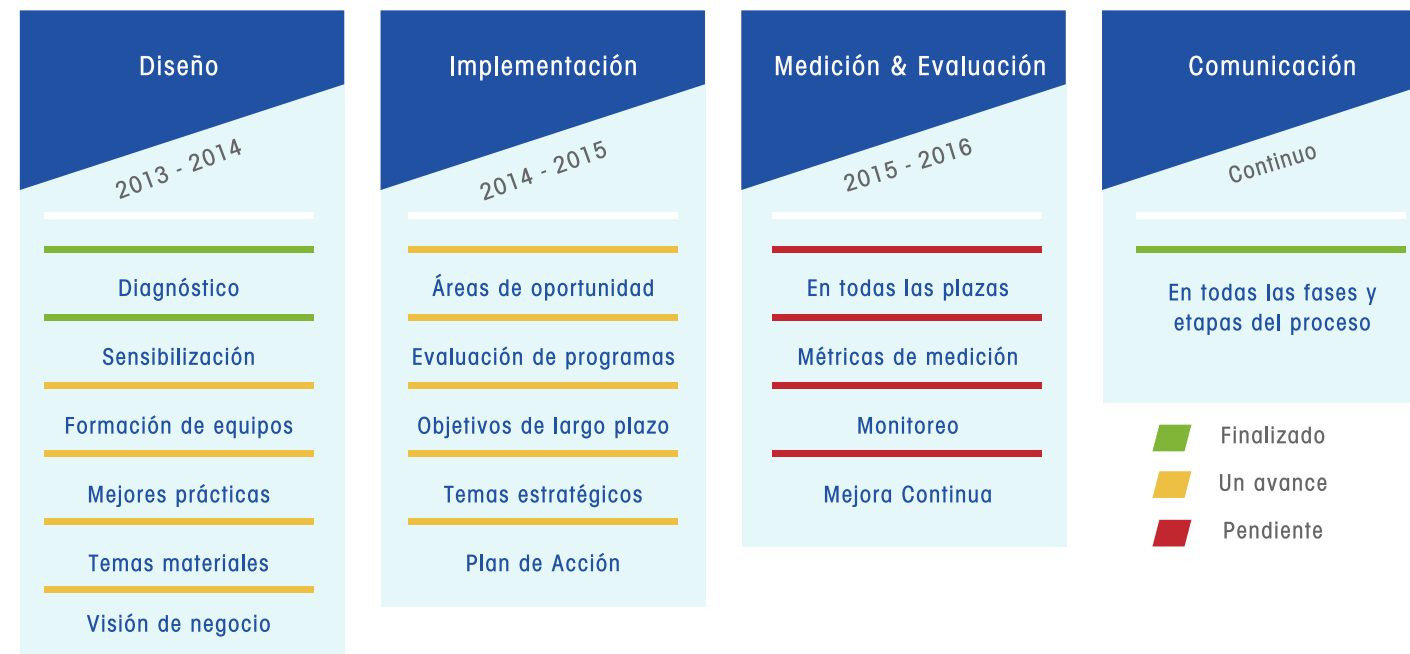 Diseño
2013 - 2014
Diagnóstico
Sensibilización
Formación de equipos
Mejores prácticas
Temas materiales
Visión de negocio
Implementación
2014 - 2015
Áreas de oportunidad
Evaluación de programas
Objetivos de largo plazo
Temas estratégicos
Plan de Acción
Medición & Evaluación
2015 - 2016
En todas las plazas
Métricas de medición
Monitoreo
Mejora Continua
Comunicación
Continuo
En todas las fases y
etapas del proceso
Finalizado
Un avance
Pendiente